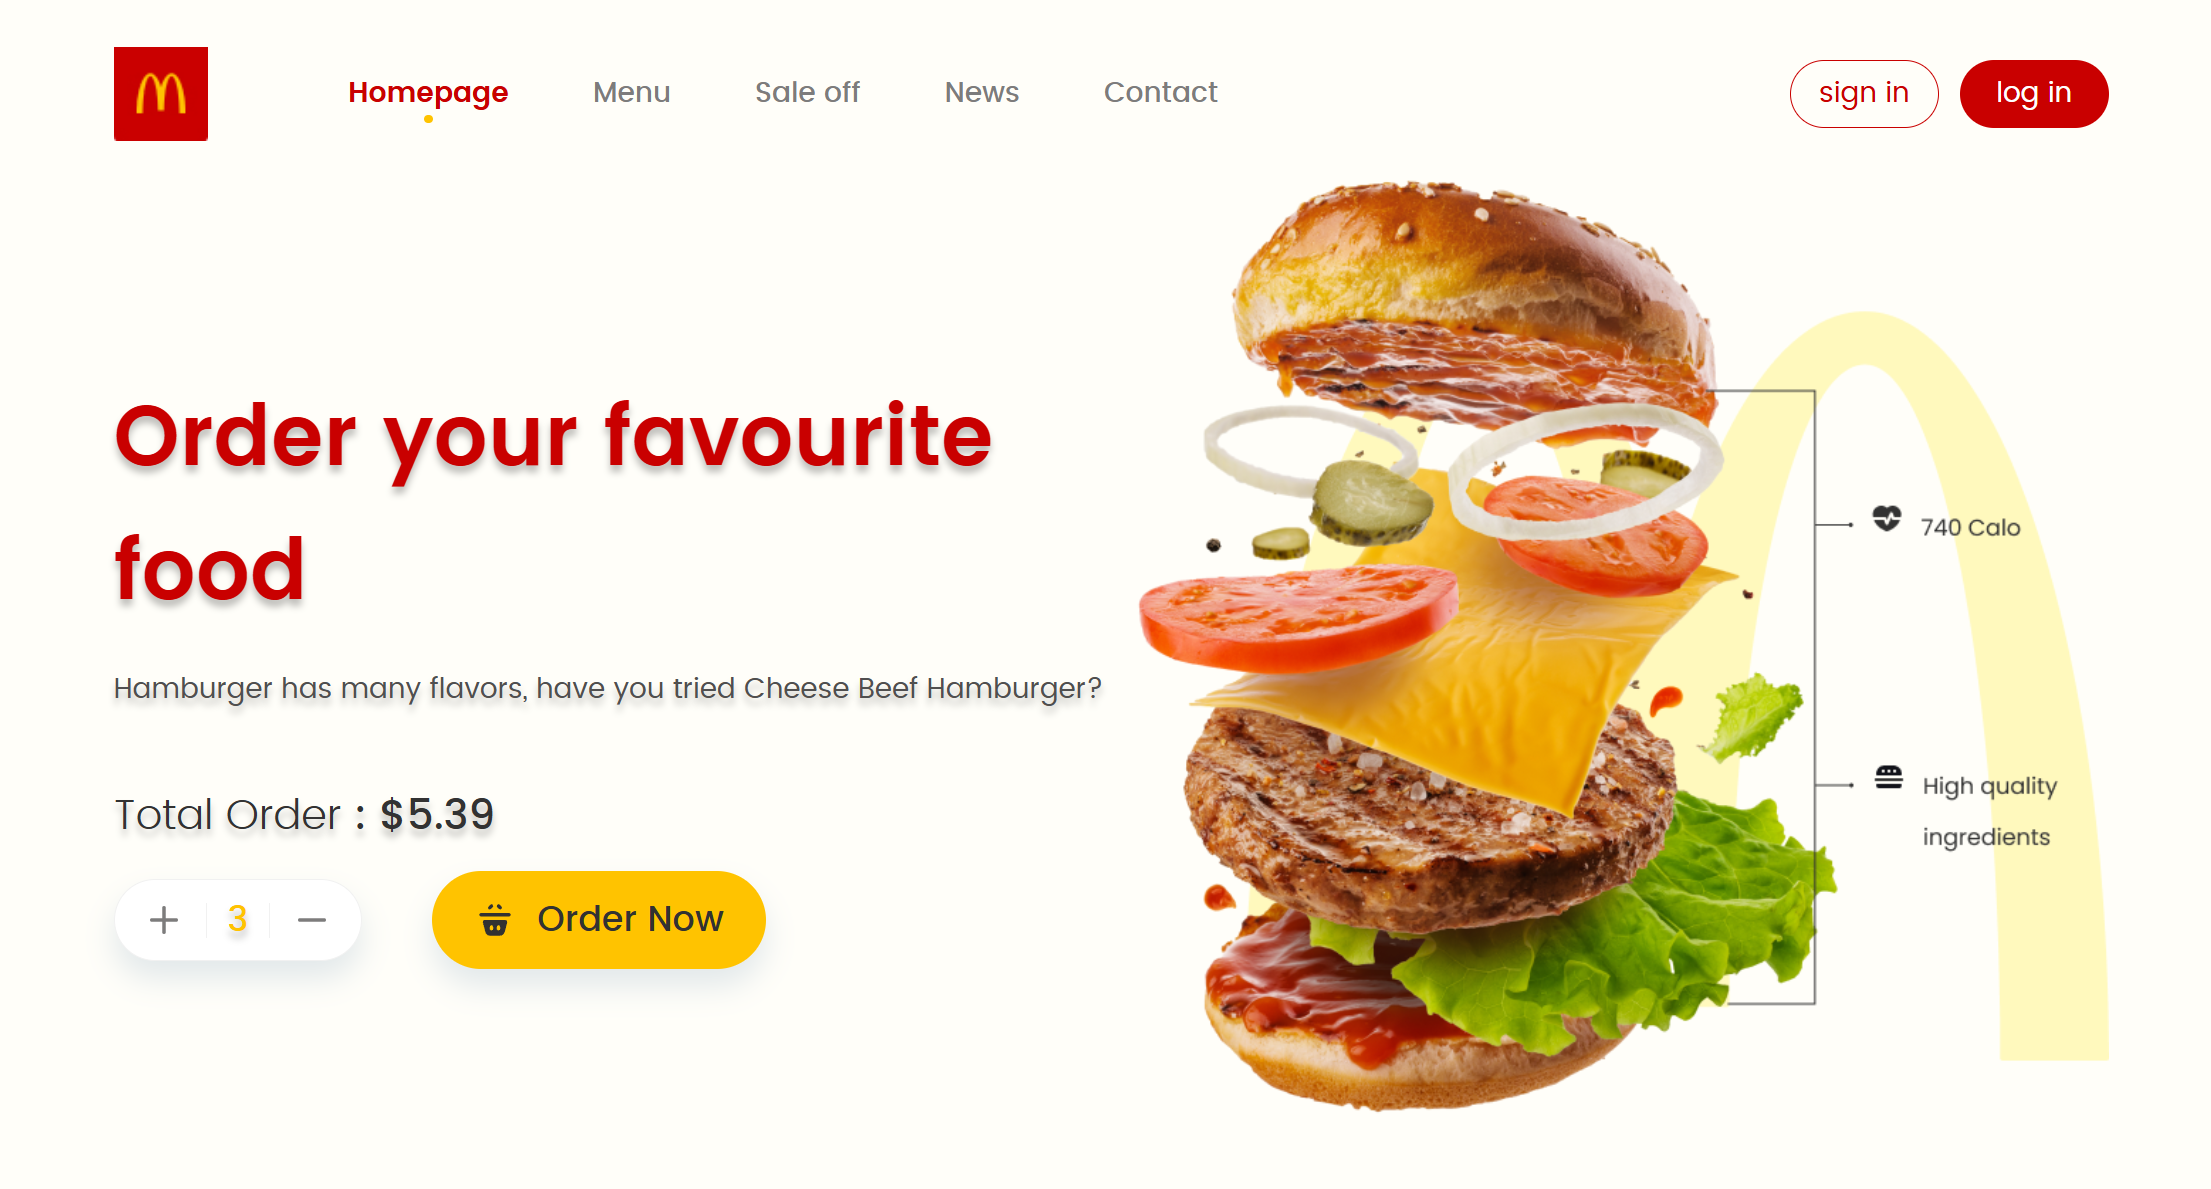 Homepage Menu Sale off News Contact sign in log in
Order your favourite
food
Hamburger has many flavors, have you tried Cheese Beef Hamburger?
Total Order : $5.39
3
Order Now
740 Calo
High quality
ingredients